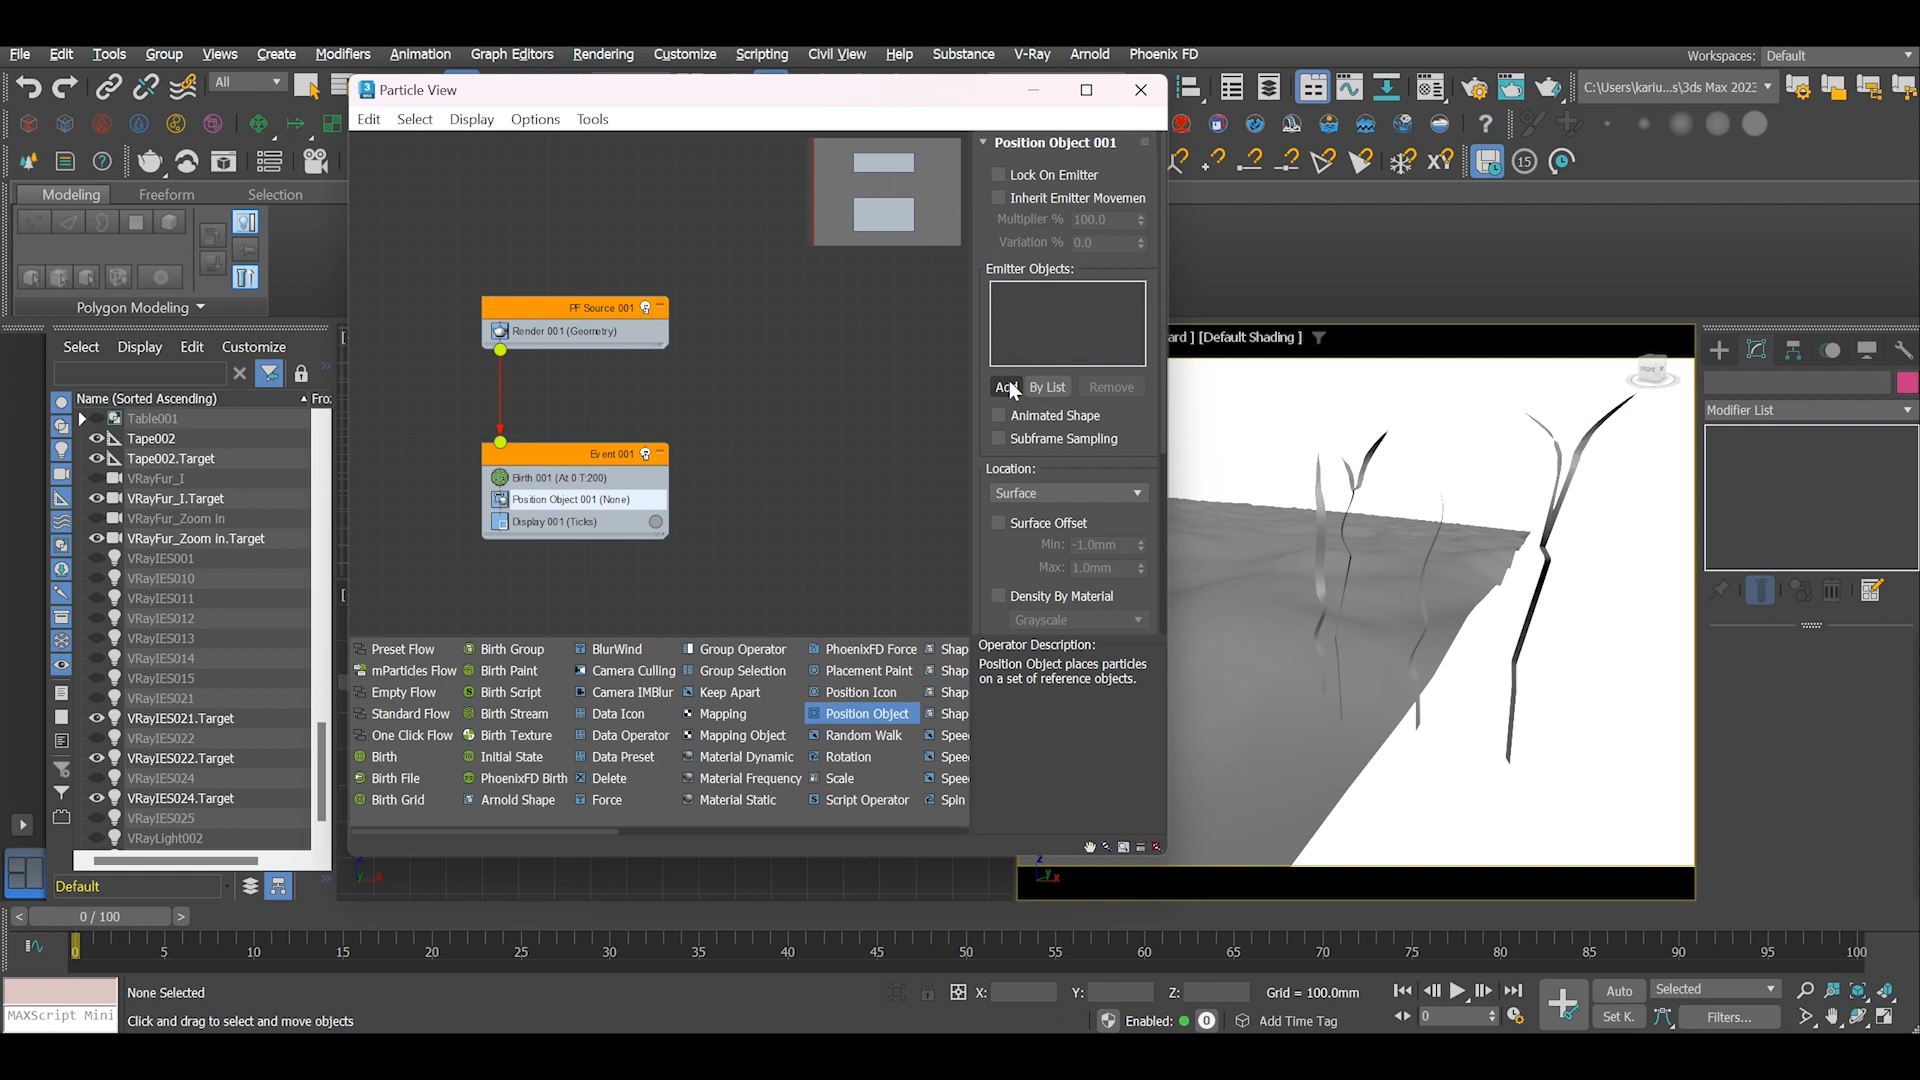 File Edit Tools Group Views Create Modifiers Animation Graph Editors Rendering Customize Scripting Civil View Help Substance V-Ray Arnold Phoenix FD Workspaces: Default
All
C:\Users\kariu...s\3ds Max 2023
Particle View
Edit Select Display Options Tools
Modeling Freeform Selection
Polygon Modeling
Select Display Edit Customize
Name (Sorted Ascending) Fro
Table001
Tape002
Tape002.Target
VRayFur_I
VRayFur_I.Target
VRayFur_Zoom in
VRayFur_Zoom in.Target
VRayIES001
VRayIES010
VRayIES011
VRayIES012
VRayIES013
VRayIES014
VRayIES015
VRayIES021
VRayIES021.Target
VRayIES022
VRayIES022.Target
VRayIES024
VRayIES024.Target
VRayIES025
VRayLight002
Default
PF Source 001
Render 001 (Geometry)
Event 001
Birth 001 (At 0 T:200)
Position Object 001 (None)
Display 001 (Ticks)
Position Object 001
Lock On Emitter
Inherit Emitter Movemen
Multiplier % 100.0
Variation % 0.0
Emitter Objects:
Add By List Remove
Animated Shape
Subframe Sampling
Location:
Surface
Surface Offset
Min: -1.0mm
Max: 1.0mm
Density By Material
Grayscale
Operator Description:
Position Object places particles
on a set of reference objects.
Preset Flow Birth Group BlurWind Group Operator PhoenixFD Force Shap
mParticles Flow Birth Paint Camera Culling Group Selection Placement Paint Shap
Empty Flow Birth Script Camera IMBlur Keep Apart Position Icon Shap
Standard Flow Birth Stream Data Icon Mapping Position Object Shap
One Click Flow Birth Texture Data Operator Mapping Object Random Walk Spee
Birth Initial State Data Preset Material Dynamic Rotation Spee
Birth File PhoenixFD Birth Delete Material Frequency Scale Spee
Birth Grid Arnold Shape Force Material Static Script Operator Spin
ard ] [Default Shading ]
15
Modifier List
0 / 100
0 5 10 15 20 25 30 35 40 45 50 55 60 65 70 75 80 85 90 95 100
None Selected X: Y: Z: Grid = 100.0mm Auto Selected
MAXScript Mini Click and drag to select and move objects Enabled: 0 Add Time Tag 0 Set K. Filters...